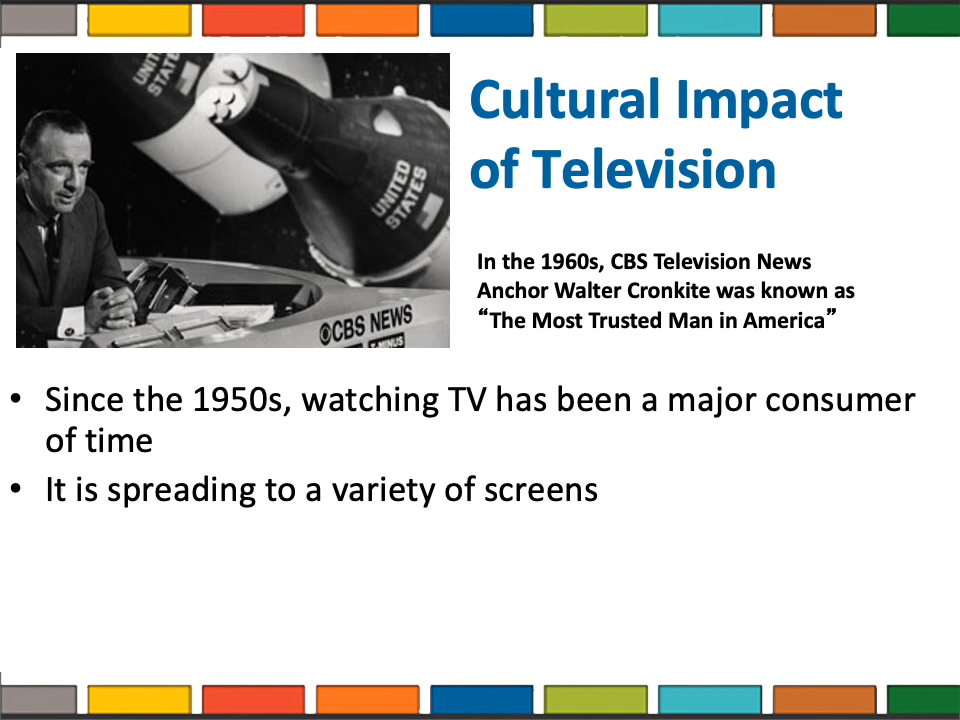 UNITED
STATES
UNITED
STATES
CBS NEWS
T-MINUS
Cultural Impact
of Television
In the 1960s, CBS Television News
Anchor Walter Cronkite was known as
“The Most Trusted Man in America”
• Since the 1950s, watching TV has been a major consumer
of time
• It is spreading to a variety of screens